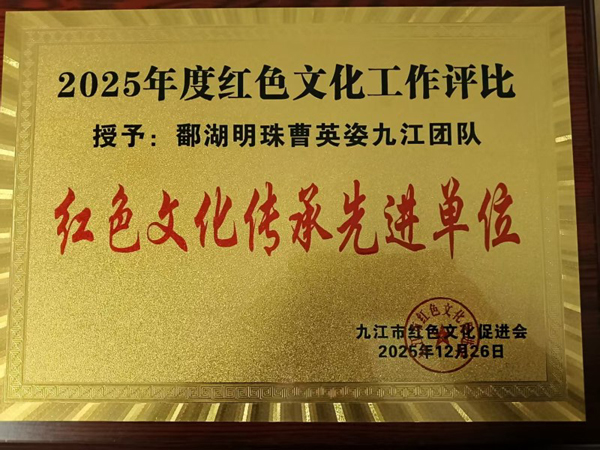 2025年度红色文化工作评比
授予：鄱湖明珠曹英姿九江团队
红色文化传承先进单位
九江市红色文化促进会
2025年12月26日